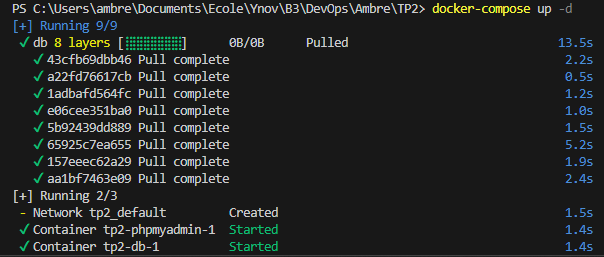 PS C:\Users\ambre\Documents\Ecole\Ynov\B3\DevOps\Ambre\TP2> docker-compose up -d
[+] Running 9/9
✔ db 8 layers [⣿⣿⣿⣿⣿⣿⣿⣿] 0B/0B Pulled 13.5s
✔ 43cfb69dbb46 Pull complete 2.2s
✔ a22fd76617cb Pull complete 0.5s
✔ 1adbafd564fc Pull complete 1.2s
✔ e06cee351ba0 Pull complete 1.0s
✔ 5b92439dd889 Pull complete 1.5s
✔ 65925c7ea655 Pull complete 5.2s
✔ 157eeec62a29 Pull complete 1.9s
✔ aa1bf7463e09 Pull complete 2.4s
[+] Running 2/3
- Network tp2_default Created 1.5s
✔ Container tp2-phpmyadmin-1 Started 1.4s
✔ Container tp2-db-1 Started 1.4s